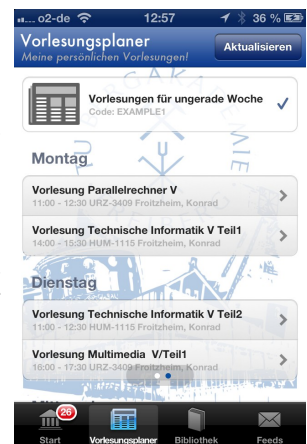 o2-de 12:57 36 %
Vorlesungsplaner
Meine persönlichen Vorlesungen!
Aktualisieren
Vorlesungen für ungerade Woche
Code: EXAMPLE1
Montag
Vorlesung Parallelrechner V
11:00 - 12:30 URZ-3409 Froitzheim, Konrad
Vorlesung Technische Informatik V Teil1
14:00 - 15:30 HUM-1115 Froitzheim, Konrad
Dienstag
Vorlesung Technische Informatik V Teil2
11:00 - 12:30 HUM-1115 Froitzheim, Konrad
Vorlesung Multimedia V/Teil1
16:00 - 17:30 URZ-3409 Froitzheim, Konrad
26
Start Vorlesungsplaner Bibliothek Feeds